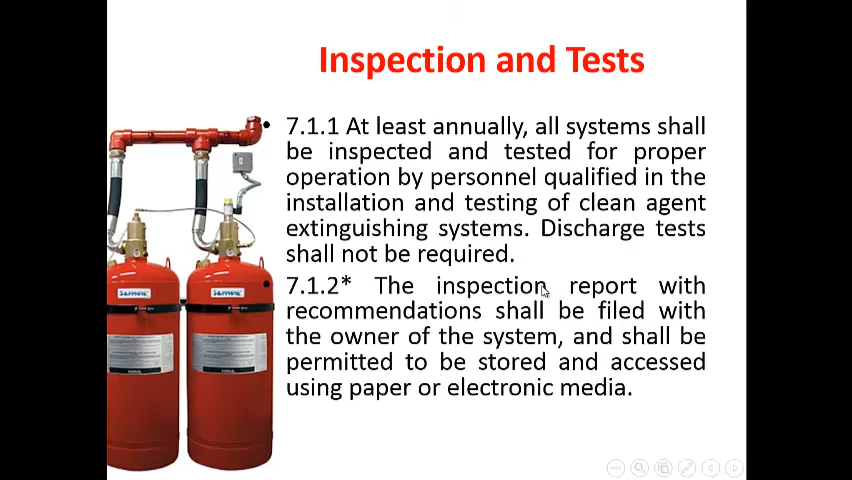 Inspection and Tests
• 7.1.1 At least annually, all systems shall
be inspected and tested for proper
operation by personnel qualified in the
installation and testing of clean agent
extinguishing systems. Discharge tests
shall not be required.
• 7.1.2* The inspection report with
recommendations shall be filed with
the owner of the system, and shall be
permitted to be stored and accessed
using paper or electronic media.